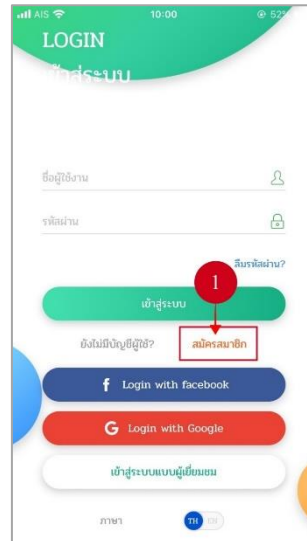 AIS 10:00 52%
LOGIN
เข้าสู่ระบบ
ชื่อผู้ใช้งาน
รหัสผ่าน
ลืมรหัสผ่าน?
1
เข้าสู่ระบบ
ยังไม่มีบัญชีผู้ใช้? สมัครสมาชิก
f Login with facebook
G Login with Google
เข้าสู่ระบบแบบผู้เยี่ยมชม
ภาษา TH EN